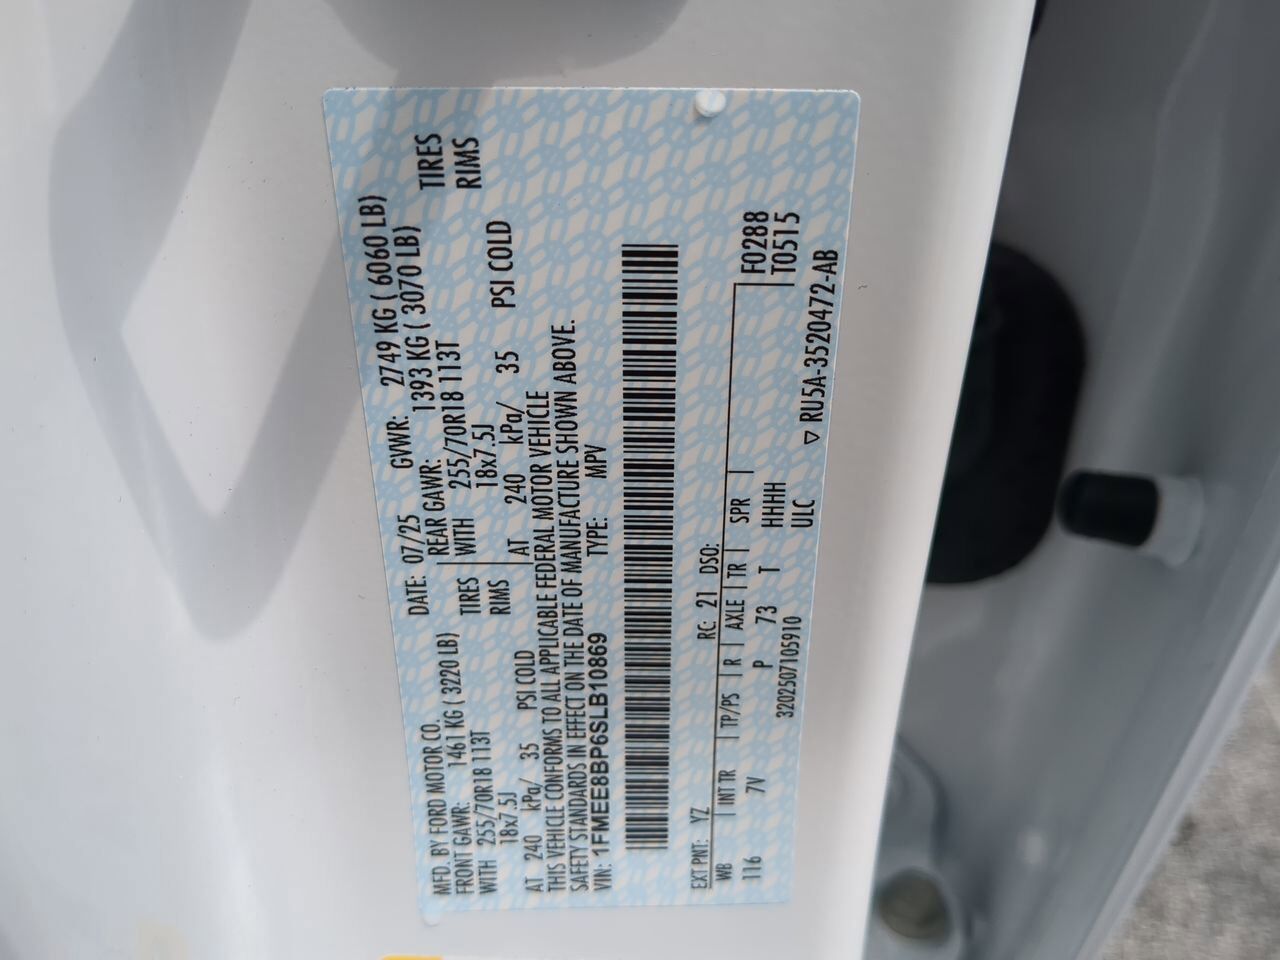 MFD. BY FORD MOTOR CO. DATE: 07/25 GVWR: 2749 KG ( 6060 LB)
FRONT GAWR: 1461 KG ( 3220 LB) REAR GAWR: 1393 KG ( 3070 LB)
WITH 255/70R18 113T TIRES WITH 255/70R18 113T TIRES
18x7.5J RIMS 18x7.5J RIMS
AT 240 kPa/ 35 PSI COLD AT 240 kPa/ 35 PSI COLD
THIS VEHICLE CONFORMS TO ALL APPLICABLE FEDERAL MOTOR VEHICLE
SAFETY STANDARDS IN EFFECT ON THE DATE OF MANUFACTURE SHOWN ABOVE.
VIN: 1FMEE8BP6SLB10869 TYPE: MPV
EXT PNT: YZ RC: 21 DSO: F0288
WB INT TR TP/PS R AXLE TR SPR T0515
116 7V P 73 T HHHH
3202507105910 ULC ▽ RU5A-3520472-AB